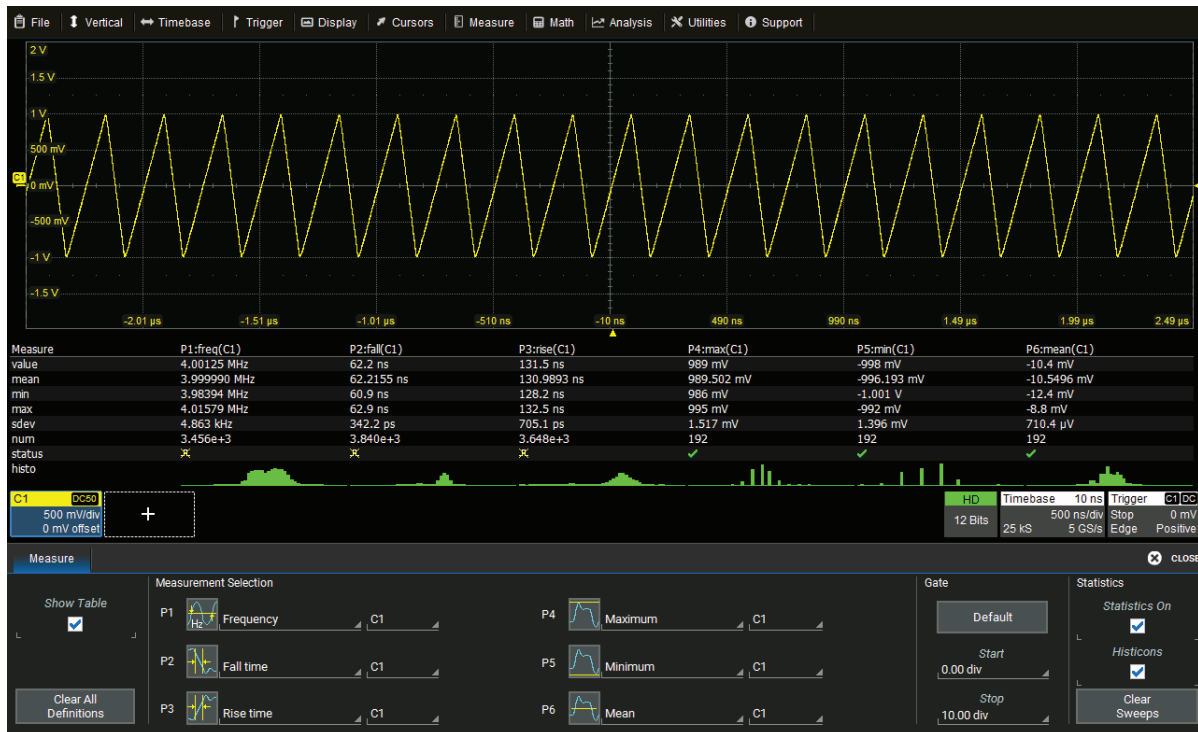 File Vertical Timebase Trigger Display Cursors Measure Math Analysis Utilities Support
2 V
1.5 V
1 V
500 mV
C1
0 mV
-500 mV
-1 V
-1.5 V
-2.01 µs -1.51 µs -1.01 µs -510 ns -10 ns 490 ns 990 ns 1.49 µs 1.99 µs 2.49 µs
Measure P1:freq(C1) P2:fall(C1) P3:rise(C1) P4:max(C1) P5:min(C1) P6:mean(C1)
value 4.00125 MHz 62.2 ns 131.5 ns 989 mV -998 mV -10.4 mV
mean 3.999990 MHz 62.2155 ns 130.9893 ns 989.502 mV -996.193 mV -10.5496 mV
min 3.98394 MHz 60.9 ns 128.2 ns 986 mV -1.001 V -12.4 mV
max 4.01579 MHz 62.9 ns 132.5 ns 995 mV -992 mV -8.8 mV
sdev 4.863 kHz 342.2 ps 705.1 ps 1.517 mV 1.396 mV 710.4 µV
num 3.456e+3 3.840e+3 3.648e+3 192 192 192
status
histo
C1 DC50
500 mV/div
0 mV offset
+
HD
12 Bits
Timebase 10 ns
500 ns/div
25 kS 5 GS/s
Trigger C1 DC
Stop 0 mV
Edge Positive
Measure
CLOSE
Show Table
Clear All
Definitions
Measurement Selection
P1 Hz Frequency C1
P2 Fall time C1
P3 Rise time C1
P4 Maximum C1
P5 Minimum C1
P6 Mean C1
Gate
Default
Start
0.00 div
Stop
10.00 div
Statistics
Statistics On
Histicons
Clear
Sweeps